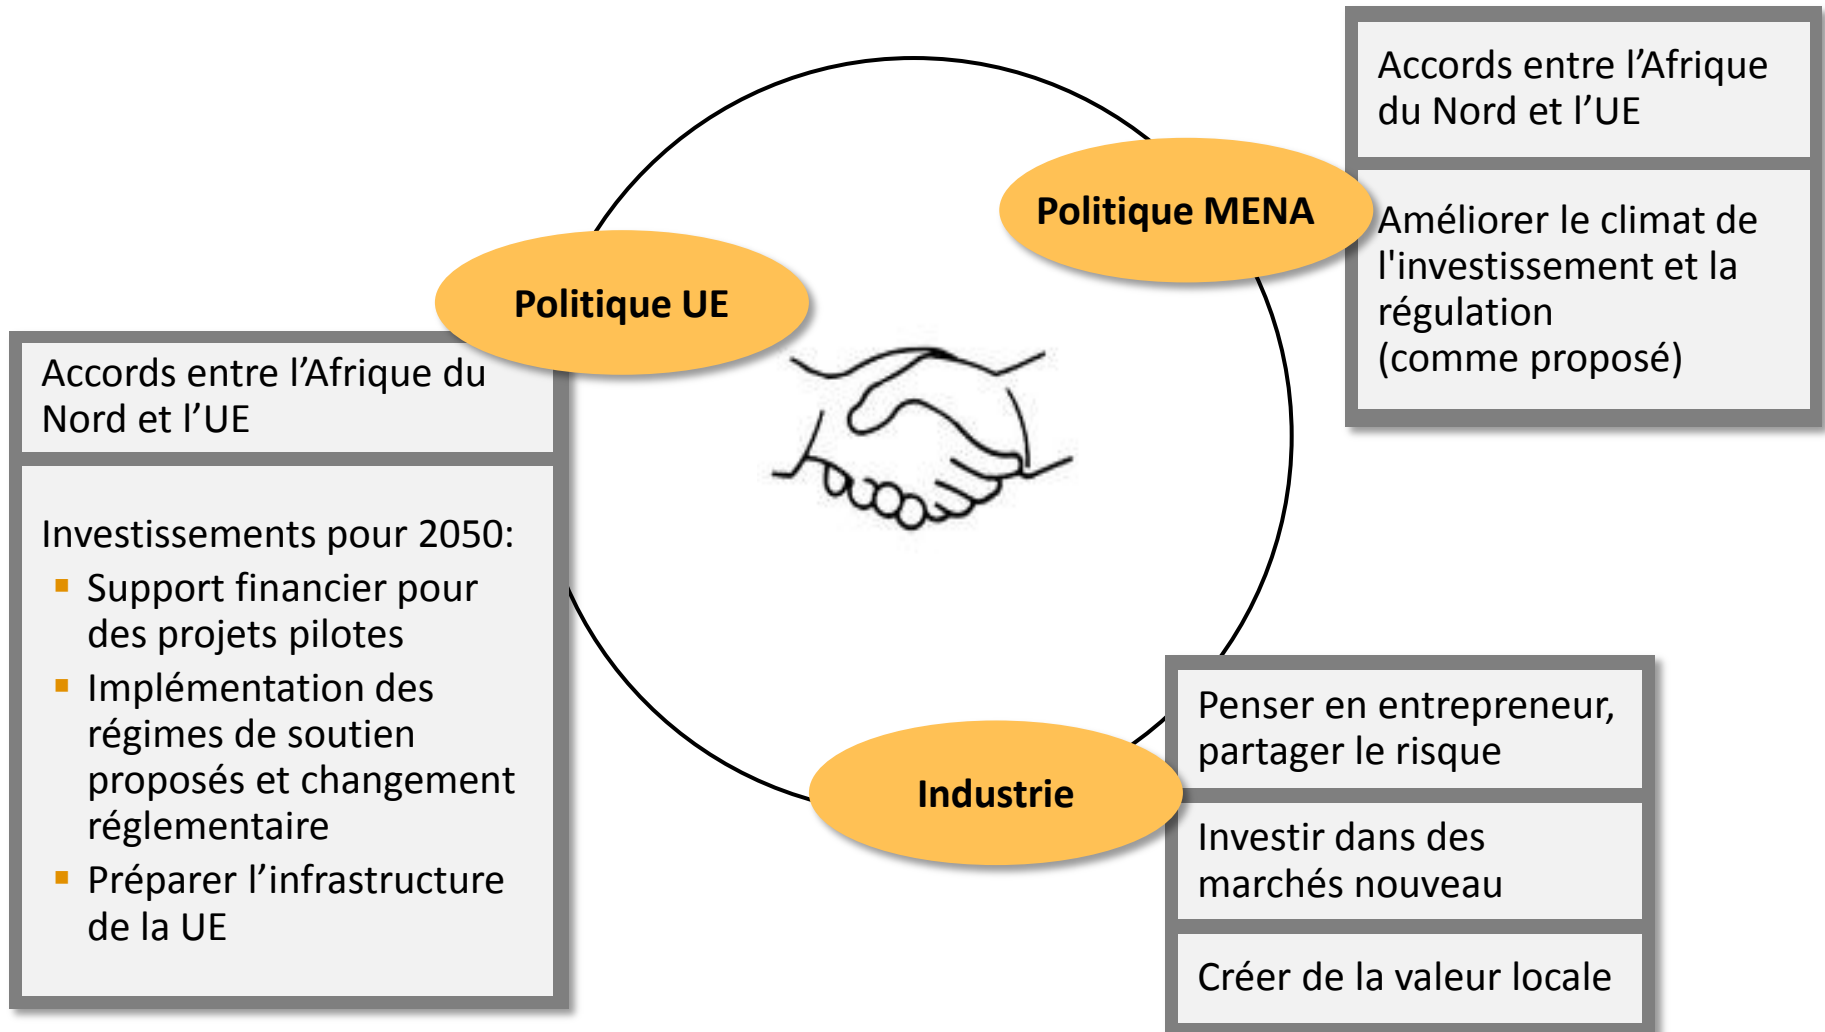 Politique UE
Accords entre l’Afrique du
Nord et l’UE
Investissements pour 2050:
▪ Support financier pour
des projets pilotes
▪ Implémentation des
régimes de soutien
proposés et changement
réglementaire
▪ Préparer l’infrastructure
de la UE
Politique MENA
Accords entre l’Afrique
du Nord et l’UE
Améliorer le climat de
l'investissement et la
régulation
(comme proposé)
Industrie
Penser en entrepreneur,
partager le risque
Investir dans des
marchés nouveau
Créer de la valeur locale